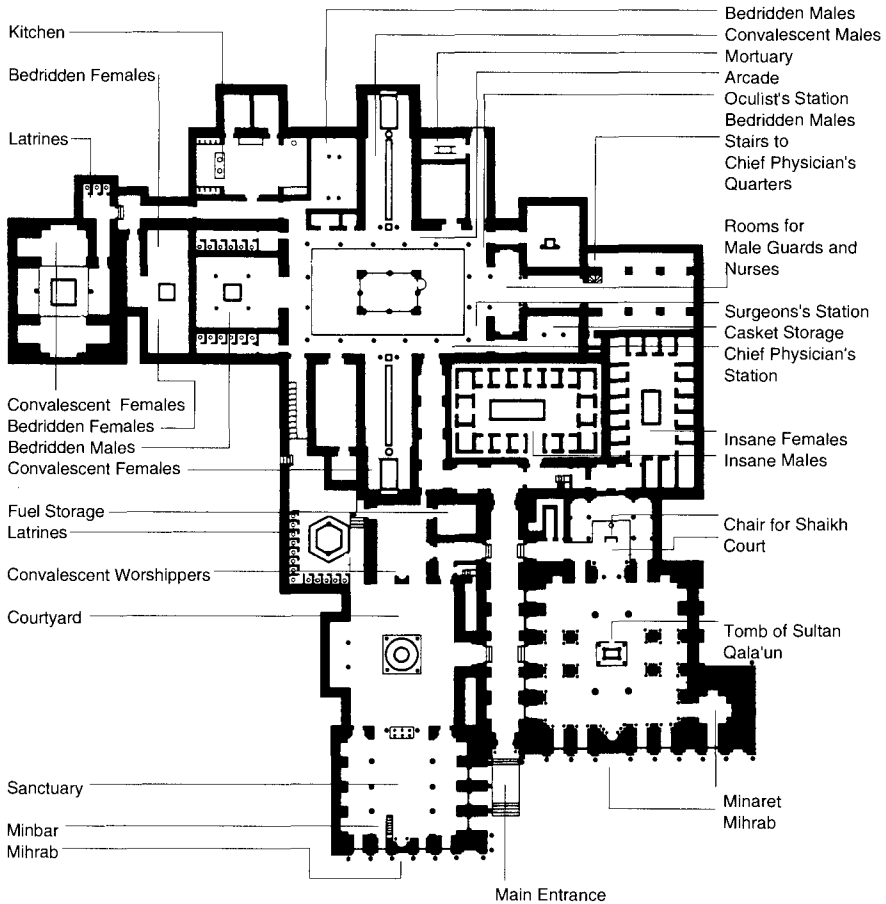 Kitchen
Bedridden Females
Latrines
Convalescent Females
Bedridden Females
Bedridden Males
Convalescent Females
Fuel Storage
Latrines
Convalescent Worshippers
Courtyard
Sanctuary
Minbar
Mihrab
Bedridden Males
Convalescent Males
Mortuary
Arcade
Oculist's Station
Bedridden Males
Stairs to
Chief Physician's
Quarters
Rooms for
Male Guards and
Nurses
Surgeons's Station
Casket Storage
Chief Physician's
Station
Insane Females
Insane Males
Chair for Shaikh
Court
Tomb of Sultan
Qala'un
Minaret
Mihrab
Main Entrance